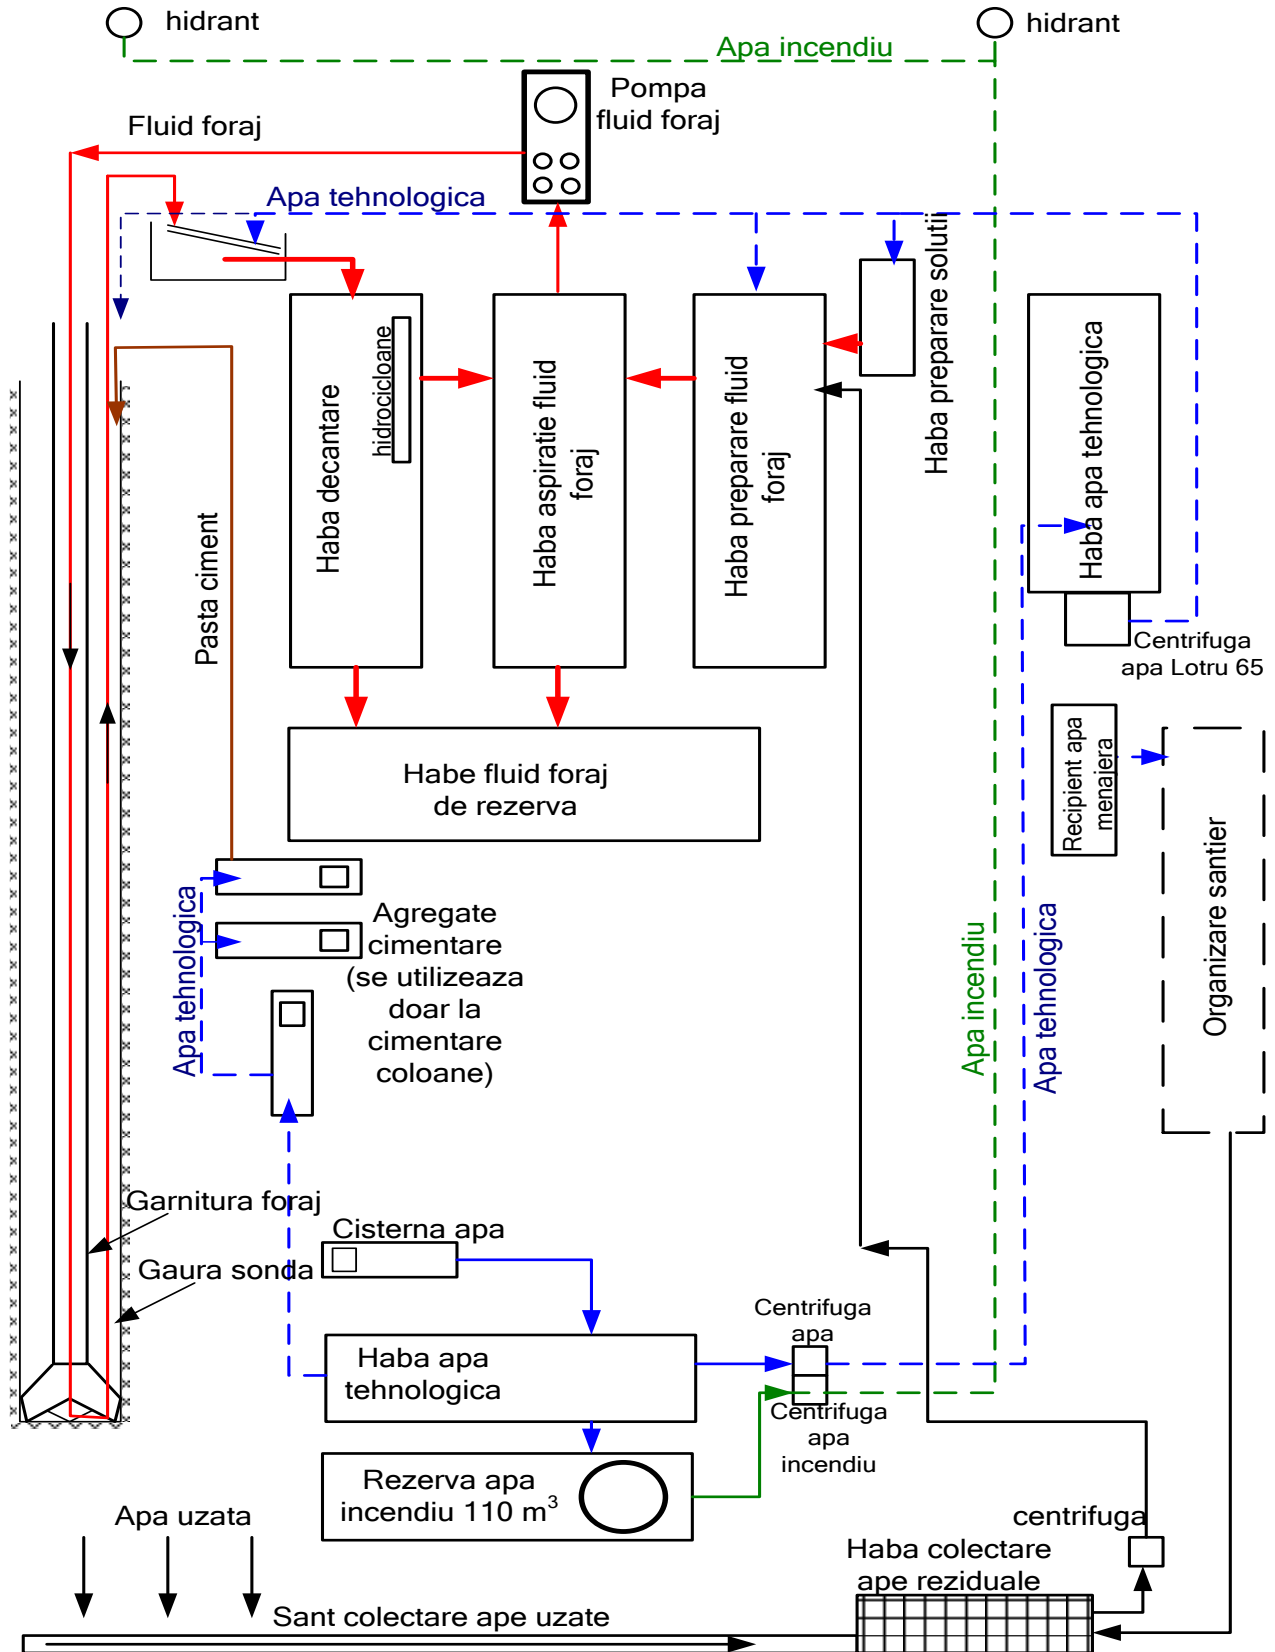 hidrant
hidrant
Apa incendiu
Pompa
fluid foraj
Fluid foraj
Apa tehnologica
Haba preparare solutii
hidrocicloane
Haba decantare
Haba aspiratie fluid
foraj
Haba preparare fluid
foraj
Haba apa tehnologica
Pasta ciment
Centrifuga
apa Lotru 65
Recipient apa
menajera
Habe fluid foraj
de rezerva
Organizare santier
Apa tehnologica
Agregate
cimentare
(se utilizeaza
doar la
cimentare
coloane)
Apa incendiu
Apa tehnologica
Garnitura foraj
Cisterna apa
Gaura sonda
Centrifuga
apa
Haba apa
tehnologica
Centrifuga
apa
incendiu
Rezerva apa
incendiu 110 m³
Apa uzata
centrifuga
Haba colectare
ape reziduale
Sant colectare ape uzate